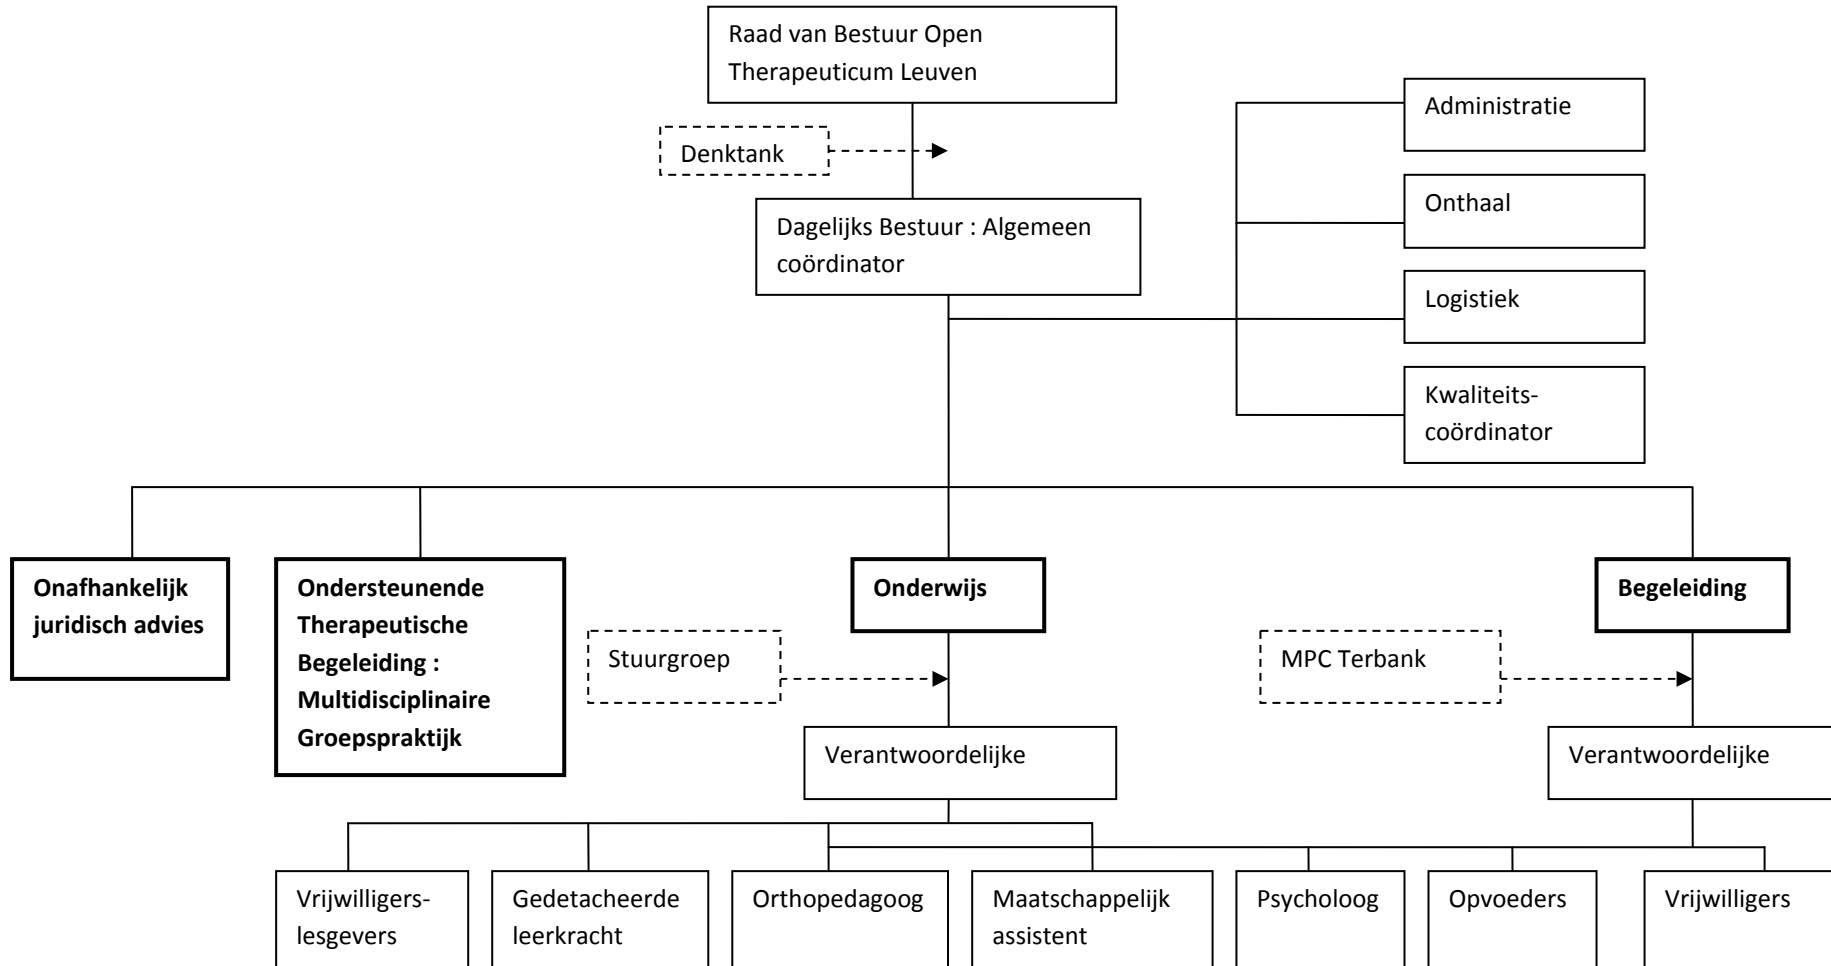 Raad van Bestuur Open
Therapeuticum Leuven
Administratie
Denktank
Onthaal
Dagelijks Bestuur : Algemeen
coördinator
Logistiek
Kwaliteits-
coördinator
Onafhankelijk
juridisch advies
Ondersteunende
Therapeutische
Begeleiding :
Multidisciplinaire
Groepspraktijk
Onderwijs
Begeleiding
Stuurgroep
MPC Terbank
Verantwoordelijke
Verantwoordelijke
Vrijwilligers-
lesgevers
Gedetacheerde
leerkracht
Orthopedagoog
Maatschappelijk
assistent
Psycholoog
Opvoeders
Vrijwilligers